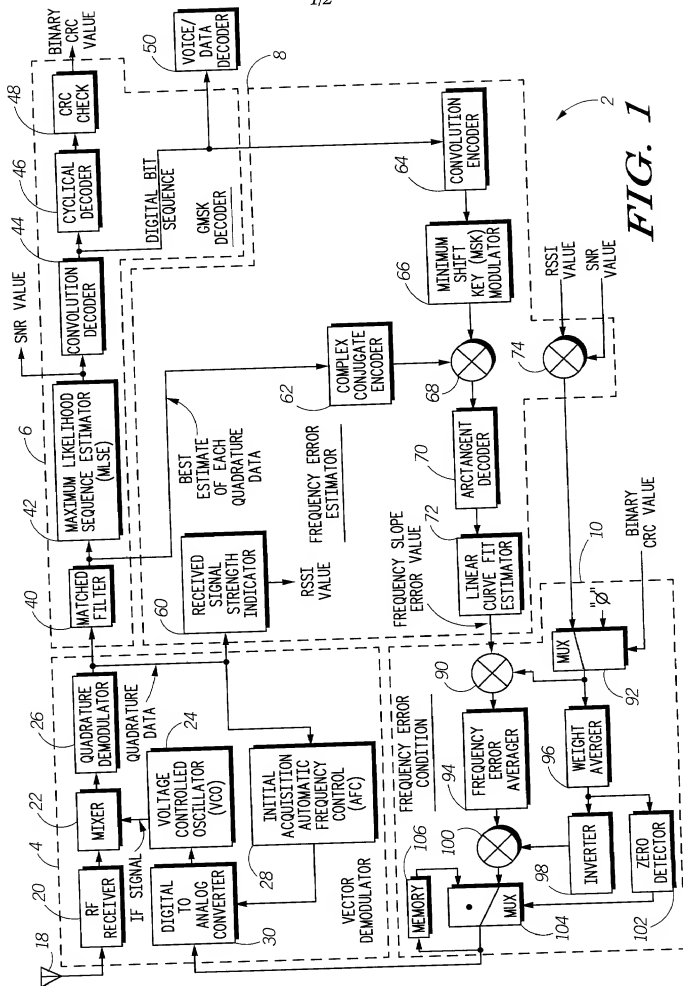 1/2
18
20
RF
RECEIVER
4
22
MIXER
26
QUADRATURE
DEMODULATOR
IF SIGNAL
24
VOLTAGE
CONTROLLED
OSCILLATOR
(VCO)
QUADRATURE DATA
30
DIGITAL
TO
ANALOG
CONVERTER
28
INITIAL
ACQUISITION
AUTOMATIC
FREQUENCY
CONTROL
(AFC)
VECTOR
DEMODULATOR
40
MATCHED
FILTER
42
MAXIMUM LIKELIHOOD
SEQUENCE ESTIMATOR
(MLSE)
6
SNR VALUE
44
CONVOLUTION
DECODER
46
CYCLICAL
DECODER
48
CRC
CHECK
BINARY
CRC
VALUE
DIGITAL BIT
SEQUENCE
GMSK
DECODER
50
VOICE/
DATA
DECODER
8
60
RECEIVED
SIGNAL
STRENGTH
INDICATOR
RSSI
VALUE
BEST
ESTIMATE
OF EACH
QUADRATURE
DATA
62
COMPLEX
CONJUGATE
ENCODER
FREQUENCY ERROR
ESTIMATOR
64
CONVOLUTION
ENCODER
66
MINIMUM
SHIFT
KEY (MSK)
MODULATOR
68
70
ARCTANGENT
DECODER
72
LINEAR
CURVE FIT
ESTIMATOR
FREQUENCY SLOPE
ERROR VALUE
74
RSSI
VALUE
SNR
VALUE
2
10
BINARY
CRC VALUE
"Ø"
MUX
92
90
FREQUENCY ERROR
CONDITION
94
FREQUENCY
ERROR
AVERAGER
96
WEIGHT
AVERGER
98
INVERTER
100
102
ZERO
DETECTOR
104
MUX
106
MEMORY
FIG. 1